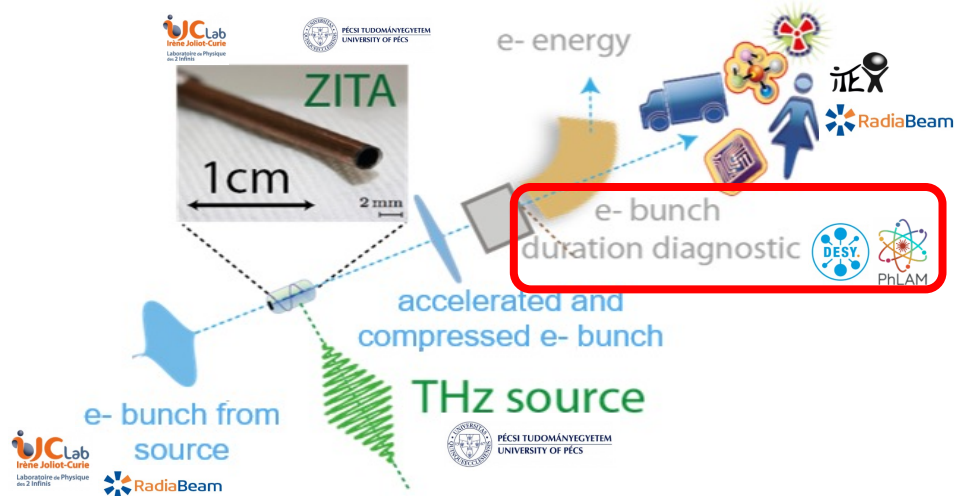 IJCLab
Irène Joliot-Curie
Laboratoire de Physique
des 2 Infinis
PÉCSI TUDOMÁNYEGYETEM
UNIVERSITY OF PÉCS
e- energy
ZITA
1cm
2 mm
iTEX
RadiaBeam
e- bunch
duration diagnostic
DESY.
PhLAM
accelerated and
compressed e- bunch
THz source
e- bunch from
source
PÉCSI TUDOMÁNYEGYETEM
UNIVERSITY OF PÉCS
IJCLab
Irène Joliot-Curie
Laboratoire de Physique
des 2 Infinis
RadiaBeam